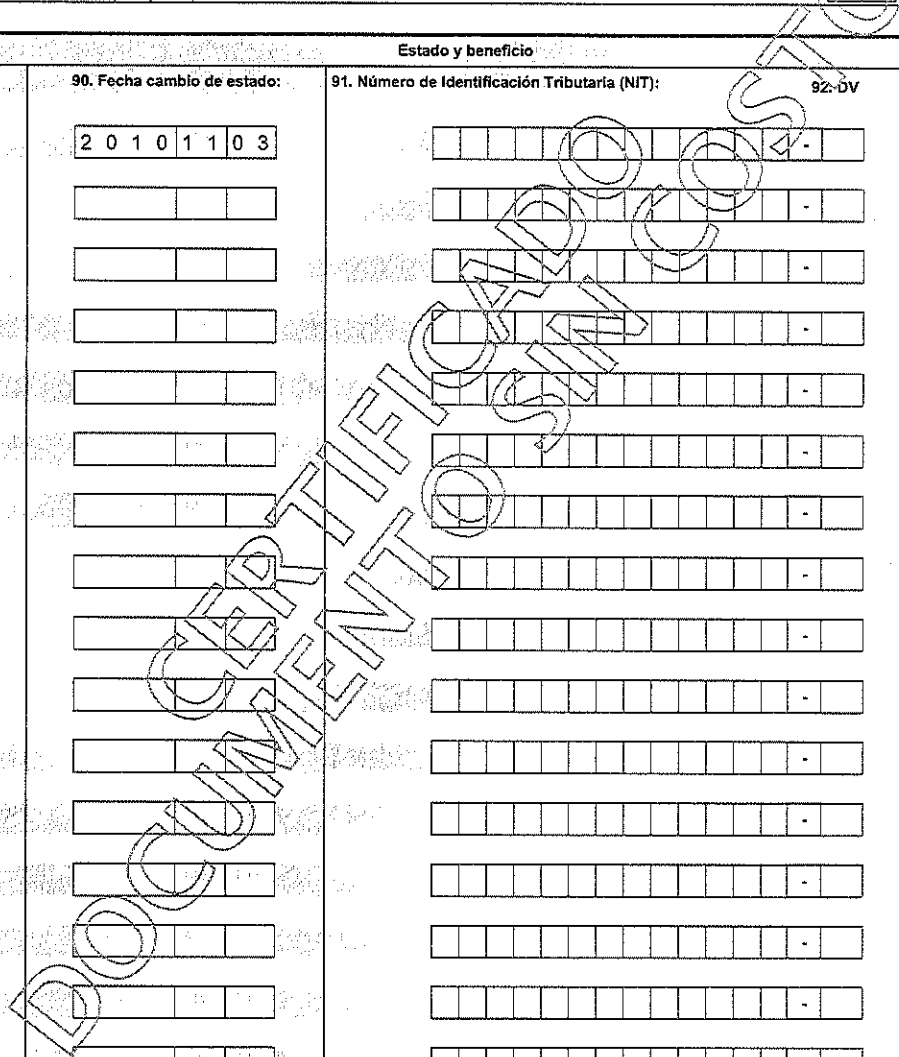 Estado y beneficio
90. Fecha cambio de estado: 91. Número de Identificación Tributaria (NIT): 92. DV
2 0 1 0 1 1 0 3 -
-
-
-
-
-
-
-
-
-
-
-
-
-
-
CERTIFICADO
DOCUMENTO SIN COSTO